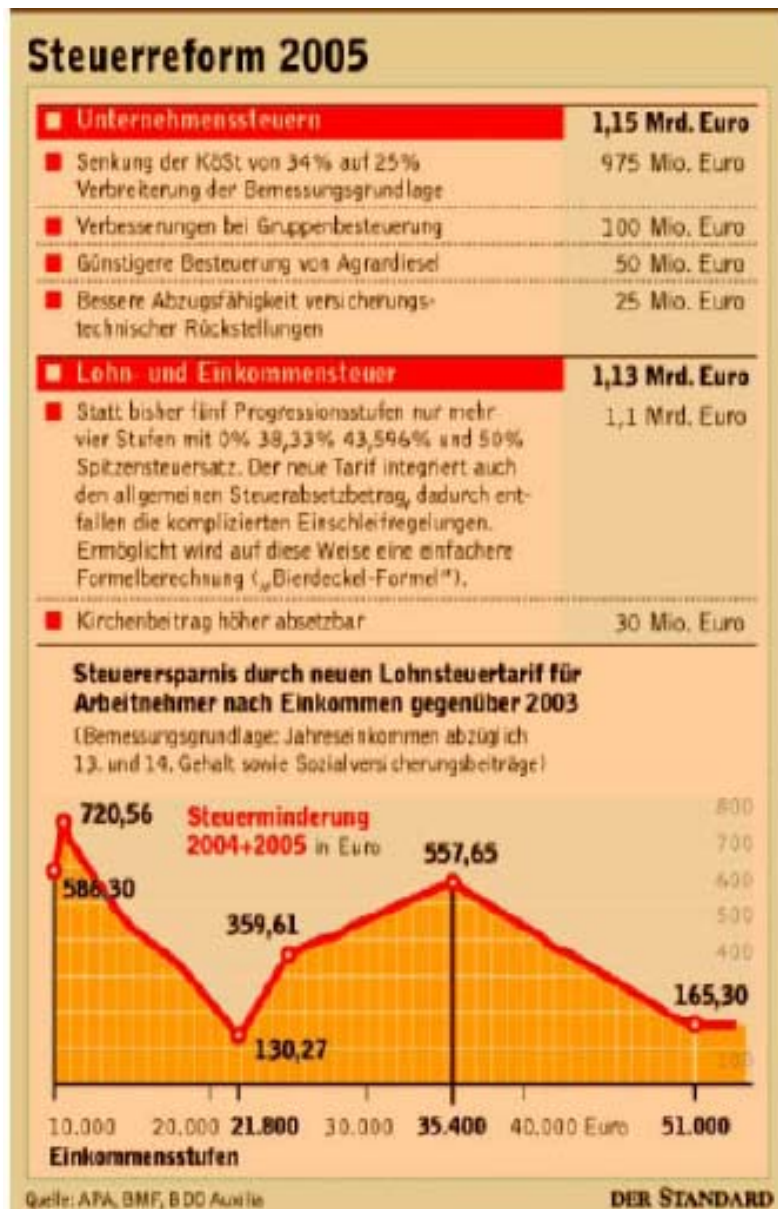 Steuerreform 2005
Unternehmenssteuern 1,15 Mrd. Euro
Senkung der KöSt von 34% auf 25% 975 Mio. Euro
Verbreiterung der Bemessungsgrundlage
Verbesserungen bei Gruppenbesteuerung 100 Mio. Euro
Günstigere Besteuerung von Agrardiesel 50 Mio. Euro
Bessere Abzugsfähigkeit versicherungs- 25 Mio. Euro
technischer Rückstellungen
Lohn- und Einkommensteuer 1,13 Mrd. Euro
Statt bisher fünf Progressionsstufen nur mehr 1,1 Mrd. Euro
vier Stufen mit 0% 38,33% 43,596% und 50%
Spitzensteuersatz. Der neue Tarif integriert auch
den allgemeinen Steuerabsetzbetrag, dadurch ent-
fallen die komplizierten Einschleifregelungen.
Ermöglicht wird auf diese Weise eine einfachere
Formelberechnung („Bierdeckel-Formel“).
Kirchenbeitrag höher absetzbar 30 Mio. Euro
Steuerersparnis durch neuen Lohnsteuertarif für
Arbeitnehmer nach Einkommen gegenüber 2003
(Bemessungsgrundlage: Jahreseinkommen abzüglich
13. und 14. Gehalt sowie Sozialversicherungsbeiträge)
800
720,56 Steuerminderung
2004+2005 in Euro 700
557,65
600
586,30
500
359,61
400
165,30
130,27
100
10.000 20.000 21.800 30.000 35.400 40.000 Euro 51.000
Einkommensstufen
Quelle: APA, BMF, BDO Auxilia DER STANDARD